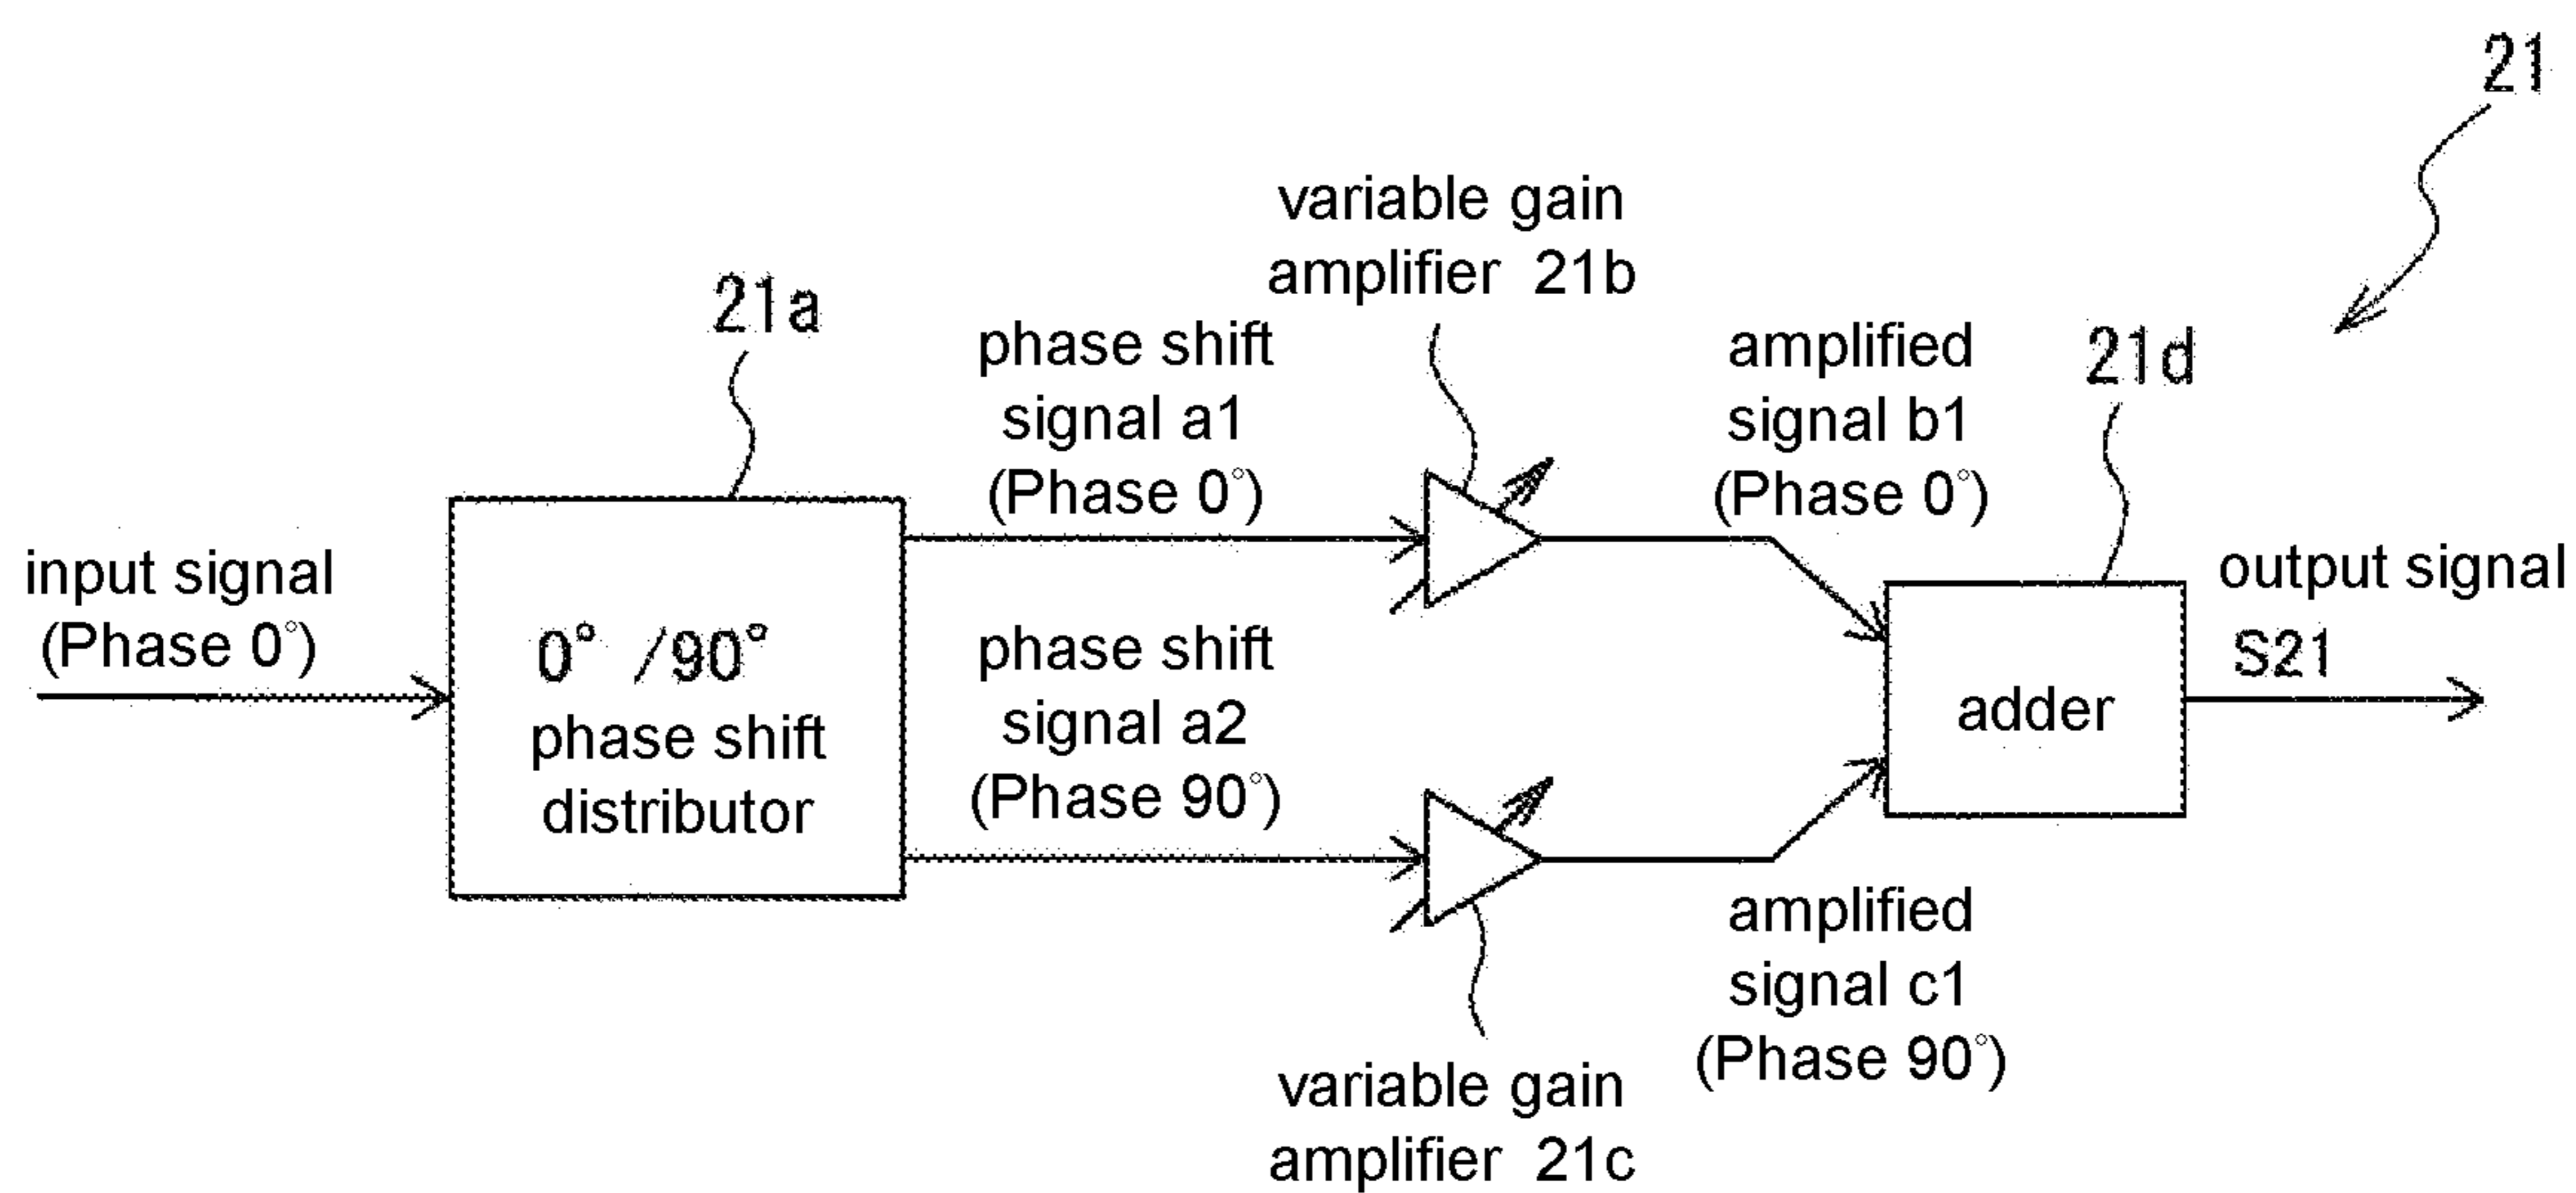 21
variable gain
amplifier 21b
21a
phase shift
signal a1
(Phase 0°)
amplified
signal b1
(Phase 0°)
21d
input signal
(Phase 0°)
0° /90°
phase shift
distributor
phase shift
signal a2
(Phase 90°)
adder
output signal
S21
amplified
signal c1
(Phase 90°)
variable gain
amplifier 21c